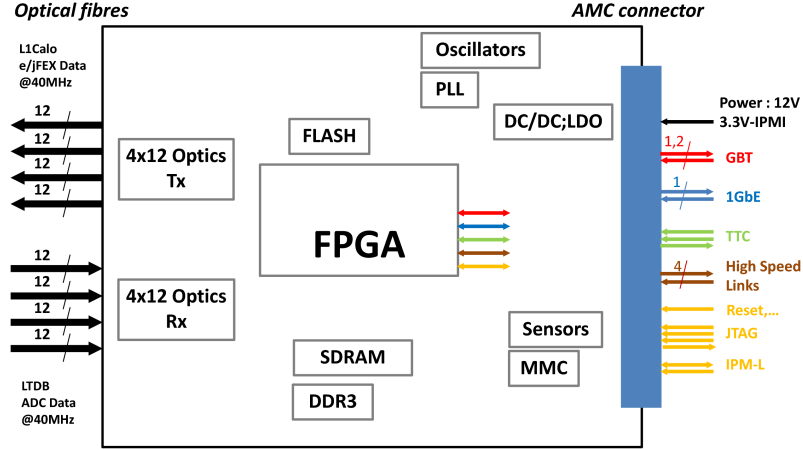 Optical fibres
AMC connector
L1Calo
e/jFEX Data
@40MHz
12
12
12
12
4x12 Optics
Tx
Oscillators
PLL
DC/DC;LDO
FLASH
FPGA
12
12
12
12
4x12 Optics
Rx
SDRAM
DDR3
Sensors
MMC
LTDB
ADC Data
@40MHz
Power : 12V
3.3V-IPMI
1,2
GBT
1
1GbE
TTC
4
High Speed
Links
Reset,...
JTAG
IPM-L